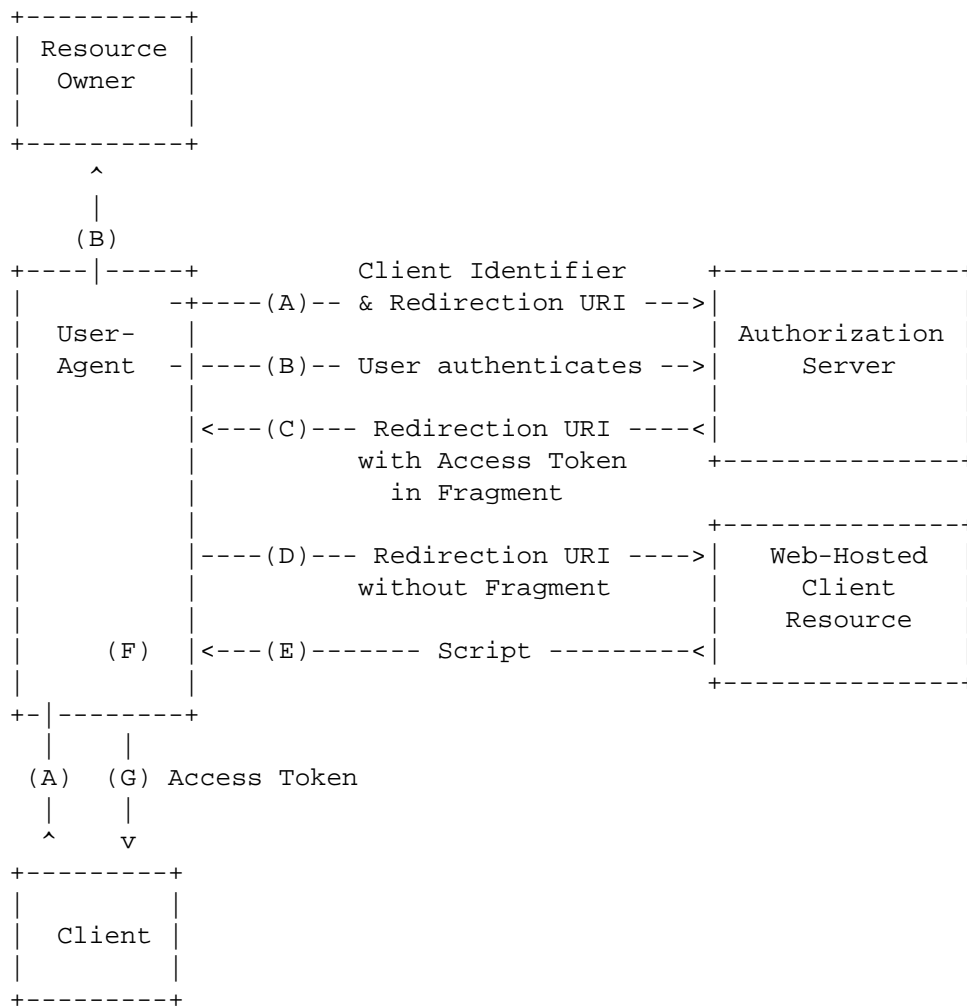 +----------+
| Resource |
|  Owner   |
|          |
+----------+
     ^
     |
    (B)
+----|-----+          Client Identifier     +----------------
|         -+----(A)-- & Redirection URI --->|               |
|  User-   |                                | Authorization |
|  Agent  -|----(B)-- User authenticates -->|     Server    |
|          |                                |               |
|          |<---(C)--- Redirection URI ----<|               |
|          |          with Access Token     +----------------
|          |            in Fragment
|          |                                +----------------
|          |----(D)--- Redirection URI ---->|   Web-Hosted  |
|          |          without Fragment      |     Client    |
|          |                                |    Resource   |
|     (F)  |<---(E)------- Script ---------<|               |
|          |                                +----------------
+-|--------+
  |    |
 (A)  (G) Access Token
  |    |
  ^    v
+---------+
|         |
|  Client |
|         |
+---------+